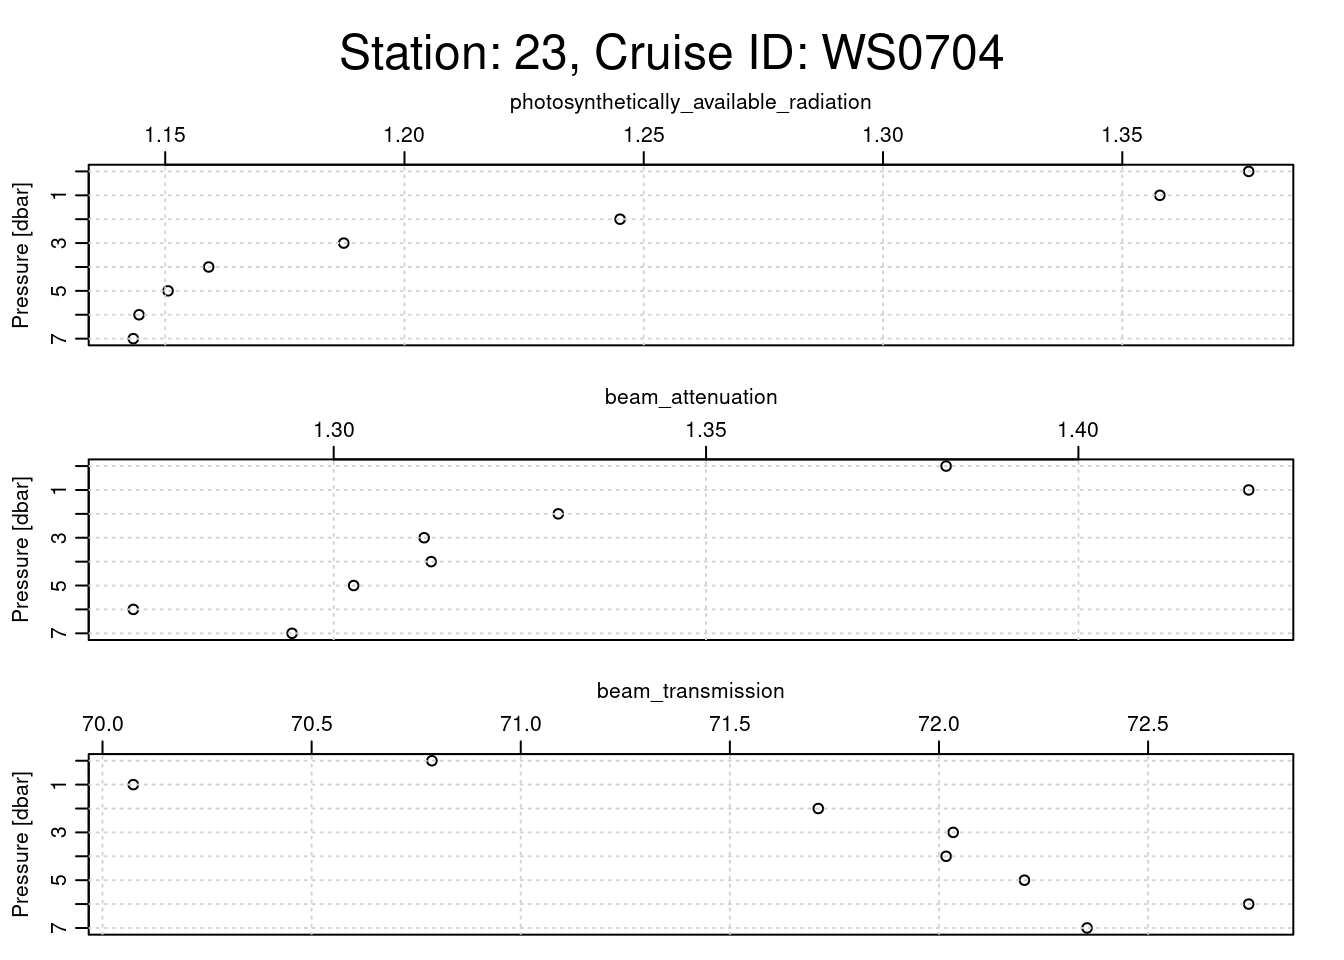 Station: 23, Cruise ID: WS0704
photosynthetically_available_radiation
1.15 1.20 1.25 1.30 1.35
Pressure [dbar]
1
3
5
7
beam_attenuation
1.30 1.35 1.40
Pressure [dbar]
1
3
5
7
beam_transmission
70.0 70.5 71.0 71.5 72.0 72.5
Pressure [dbar]
1
3
5
7